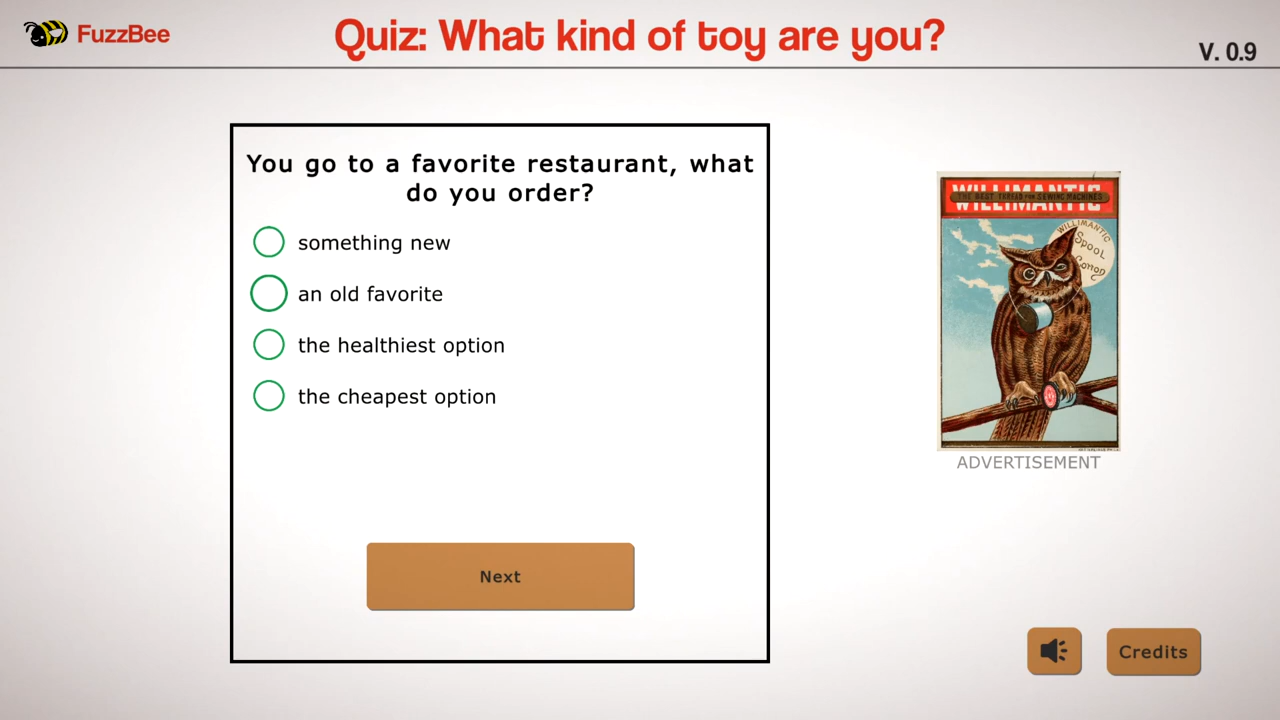 FuzzBee
Quiz: What kind of toy are you?
V. 0.9
You go to a favorite restaurant, what
do you order?
something new
an old favorite
the healthiest option
the cheapest option
Next
WILLIMANTIC
THE BEST THREAD FOR SEWING MACHINES
WILLIMANTIC
Spool
ADVERTISEMENT
Credits